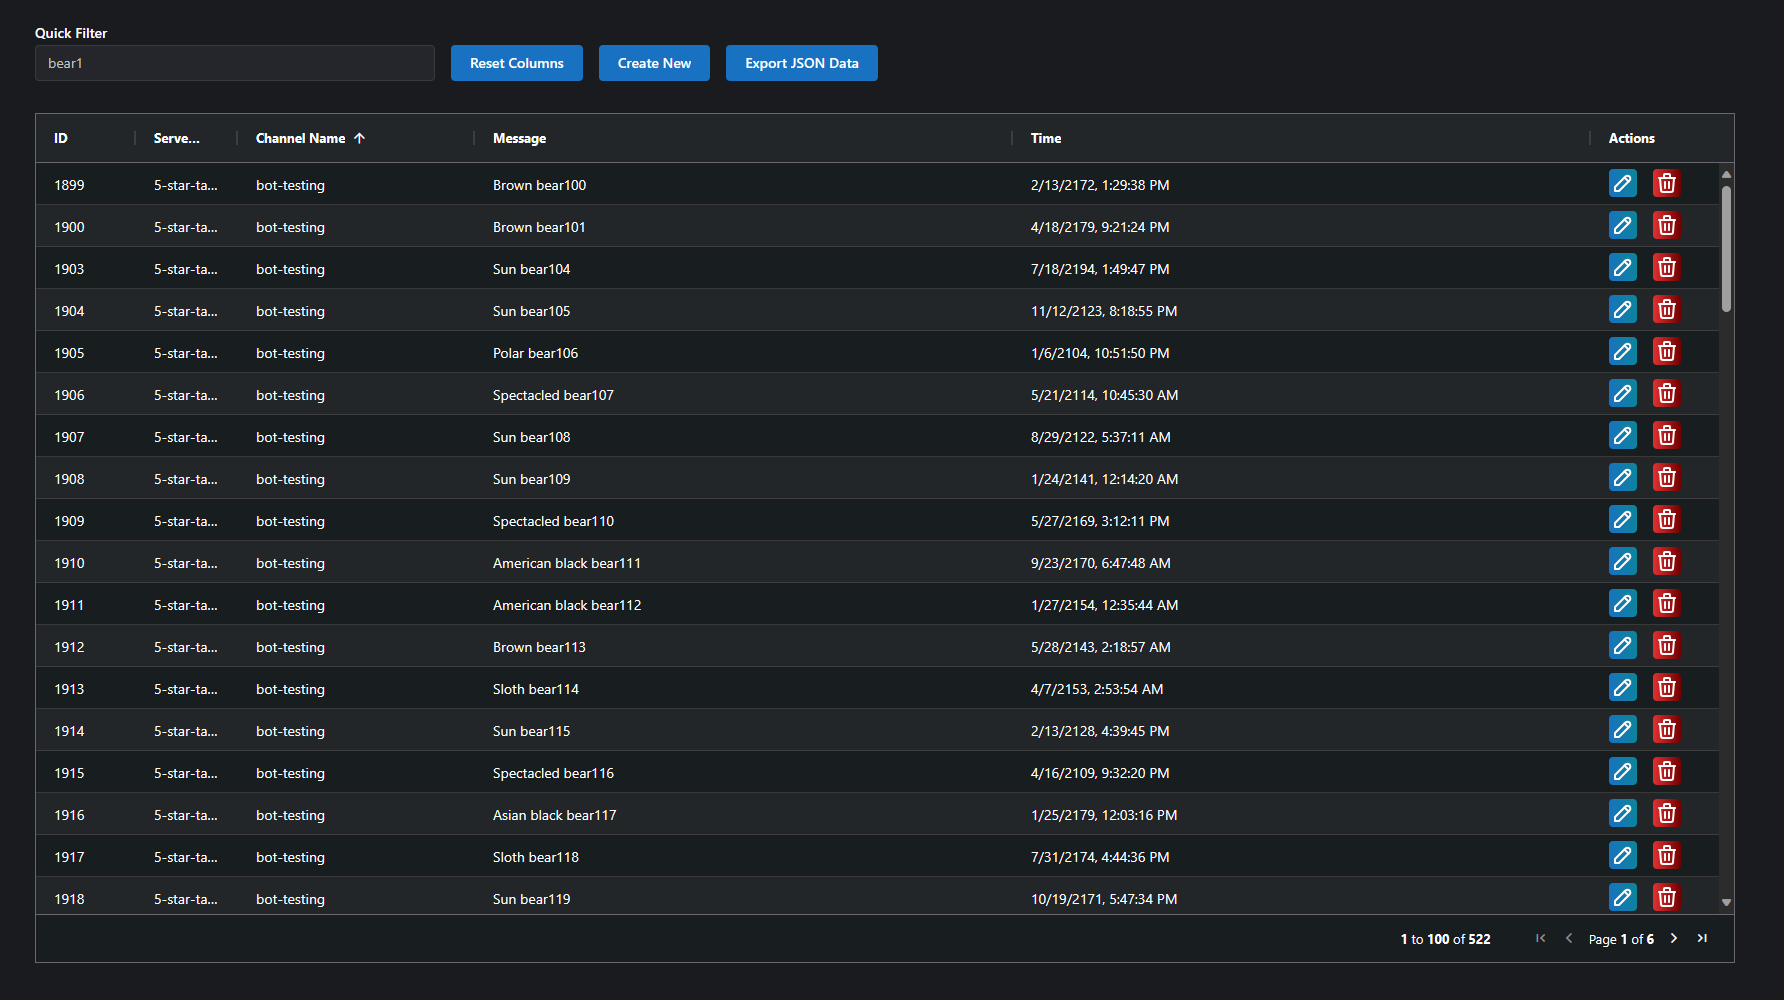 Quick Filter
bear1 Reset Columns Create New Export JSON Data
ID Serve... Channel Name Message Time Actions
1899 5-star-ta... bot-testing Brown bear100 2/13/2172, 1:29:38 PM
1900 5-star-ta... bot-testing Brown bear101 4/18/2179, 9:21:24 PM
1903 5-star-ta... bot-testing Sun bear104 7/18/2194, 1:49:47 PM
1904 5-star-ta... bot-testing Sun bear105 11/12/2123, 8:18:55 PM
1905 5-star-ta... bot-testing Polar bear106 1/6/2104, 10:51:50 PM
1906 5-star-ta... bot-testing Spectacled bear107 5/21/2114, 10:45:30 AM
1907 5-star-ta... bot-testing Sun bear108 8/29/2122, 5:37:11 AM
1908 5-star-ta... bot-testing Sun bear109 1/24/2141, 12:14:20 AM
1909 5-star-ta... bot-testing Spectacled bear110 5/27/2169, 3:12:11 PM
1910 5-star-ta... bot-testing American black bear111 9/23/2170, 6:47:48 AM
1911 5-star-ta... bot-testing American black bear112 1/27/2154, 12:35:44 AM
1912 5-star-ta... bot-testing Brown bear113 5/28/2143, 2:18:57 AM
1913 5-star-ta... bot-testing Sloth bear114 4/7/2153, 2:53:54 AM
1914 5-star-ta... bot-testing Sun bear115 2/13/2128, 4:39:45 PM
1915 5-star-ta... bot-testing Spectacled bear116 4/16/2109, 9:32:20 PM
1916 5-star-ta... bot-testing Asian black bear117 1/25/2179, 12:03:16 PM
1917 5-star-ta... bot-testing Sloth bear118 7/31/2174, 4:44:36 PM
1918 5-star-ta... bot-testing Sun bear119 10/19/2171, 5:47:34 PM
1 to 100 of 522 Page 1 of 6